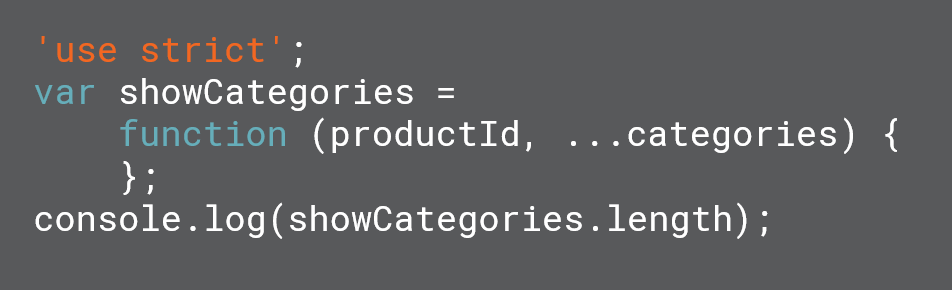 'use strict';
var showCategories =
    function (productId, ...categories) {
    };
console.log(showCategories.length);